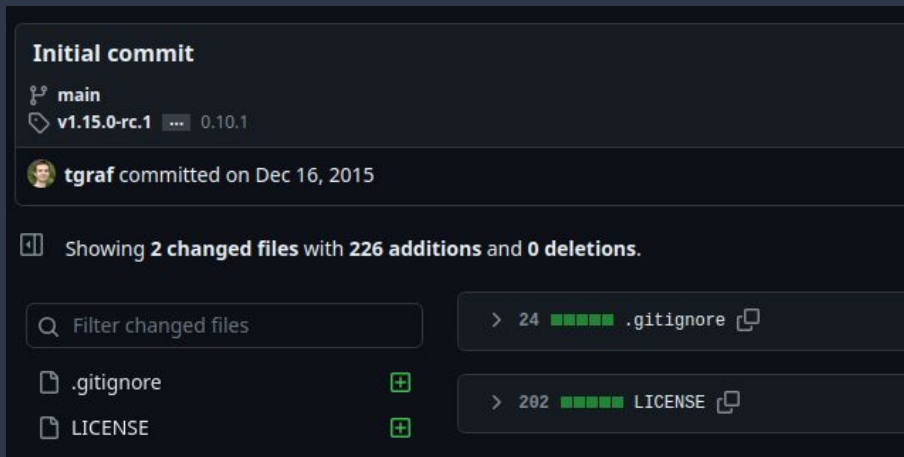 Initial commit
main
v1.15.0-rc.1 ... 0.10.1
tgraf committed on Dec 16, 2015
Showing 2 changed files with 226 additions and 0 deletions.
Filter changed files
.gitignore
LICENSE
24 .gitignore
202 LICENSE